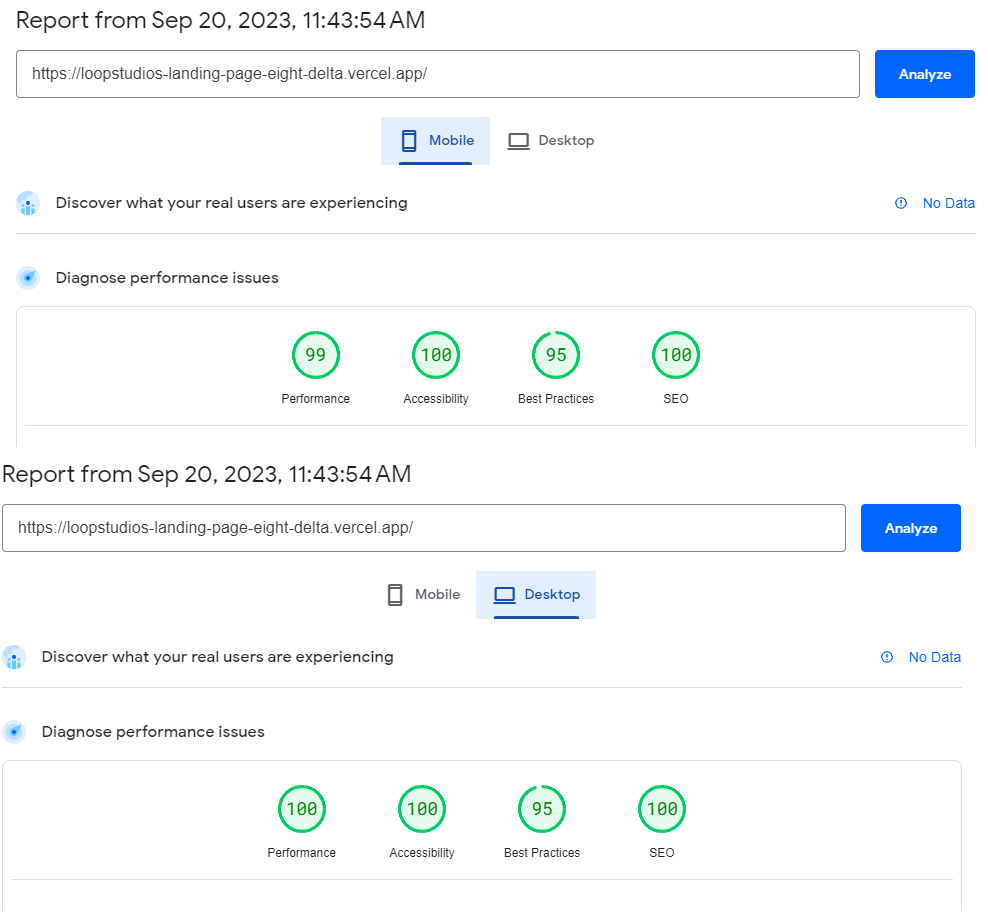 Report from Sep 20, 2023, 11:43:54 AM
https://loopstudios-landing-page-eight-delta.vercel.app/ Analyze
Mobile Desktop
Discover what your real users are experiencing No Data
Diagnose performance issues
99 100 95 100
Performance Accessibility Best Practices SEO
Report from Sep 20, 2023, 11:43:54 AM
https://loopstudios-landing-page-eight-delta.vercel.app/ Analyze
Mobile Desktop
Discover what your real users are experiencing No Data
Diagnose performance issues
100 100 95 100
Performance Accessibility Best Practices SEO